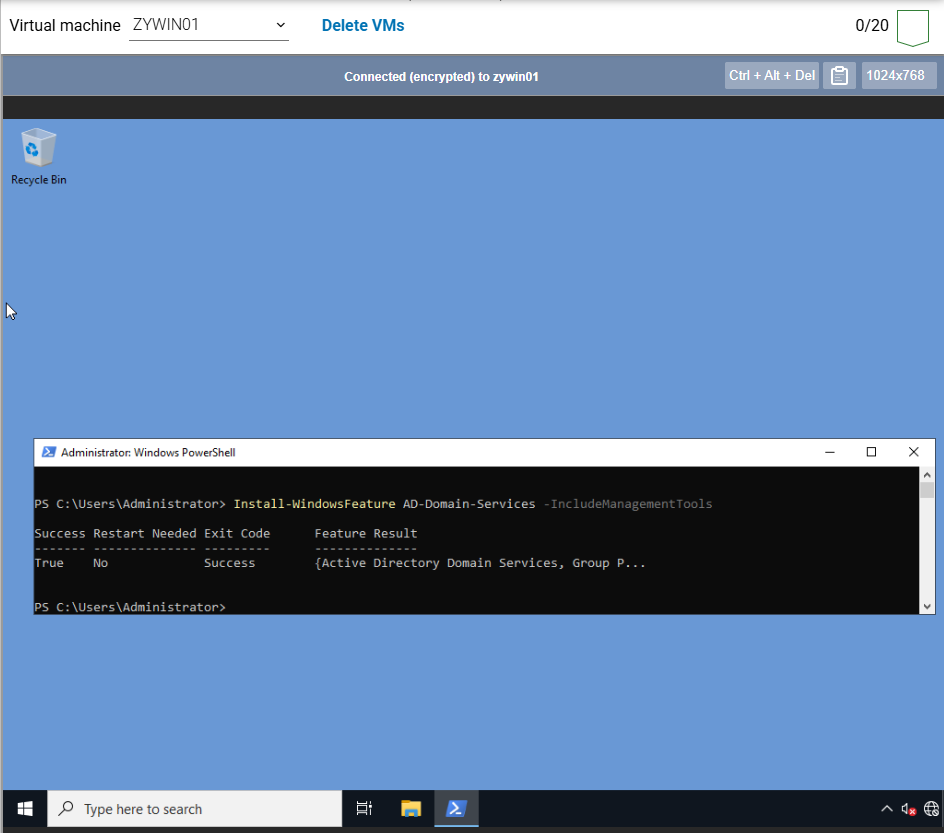 Virtual machine ZYWIN01 Delete VMs 0/20
Connected (encrypted) to zywin01 Ctrl + Alt + Del 1024x768
Recycle Bin
Administrator: Windows PowerShell
PS C:\Users\Administrator> Install-WindowsFeature AD-Domain-Services -IncludeManagementTools
Success Restart Needed Exit Code Feature Result
------- -------------- --------- --------------
True No Success {Active Directory Domain Services, Group P...
PS C:\Users\Administrator>
Type here to search